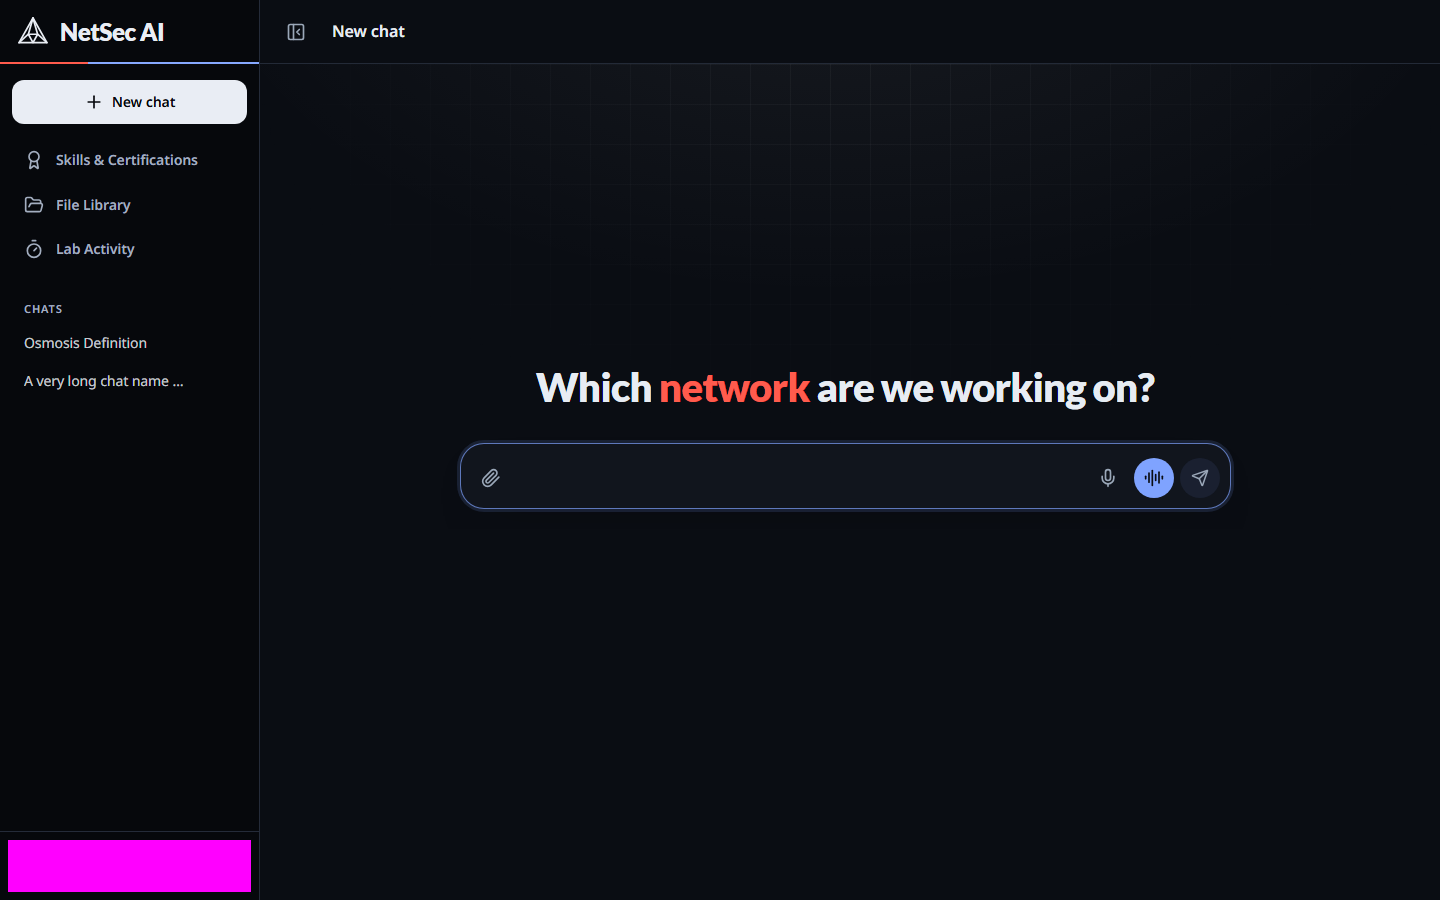 NetSec AI
New chat
New chat
Skills & Certifications
File Library
Lab Activity
CHATS
Osmosis Definition
A very long chat name ...
Which network are we working on?